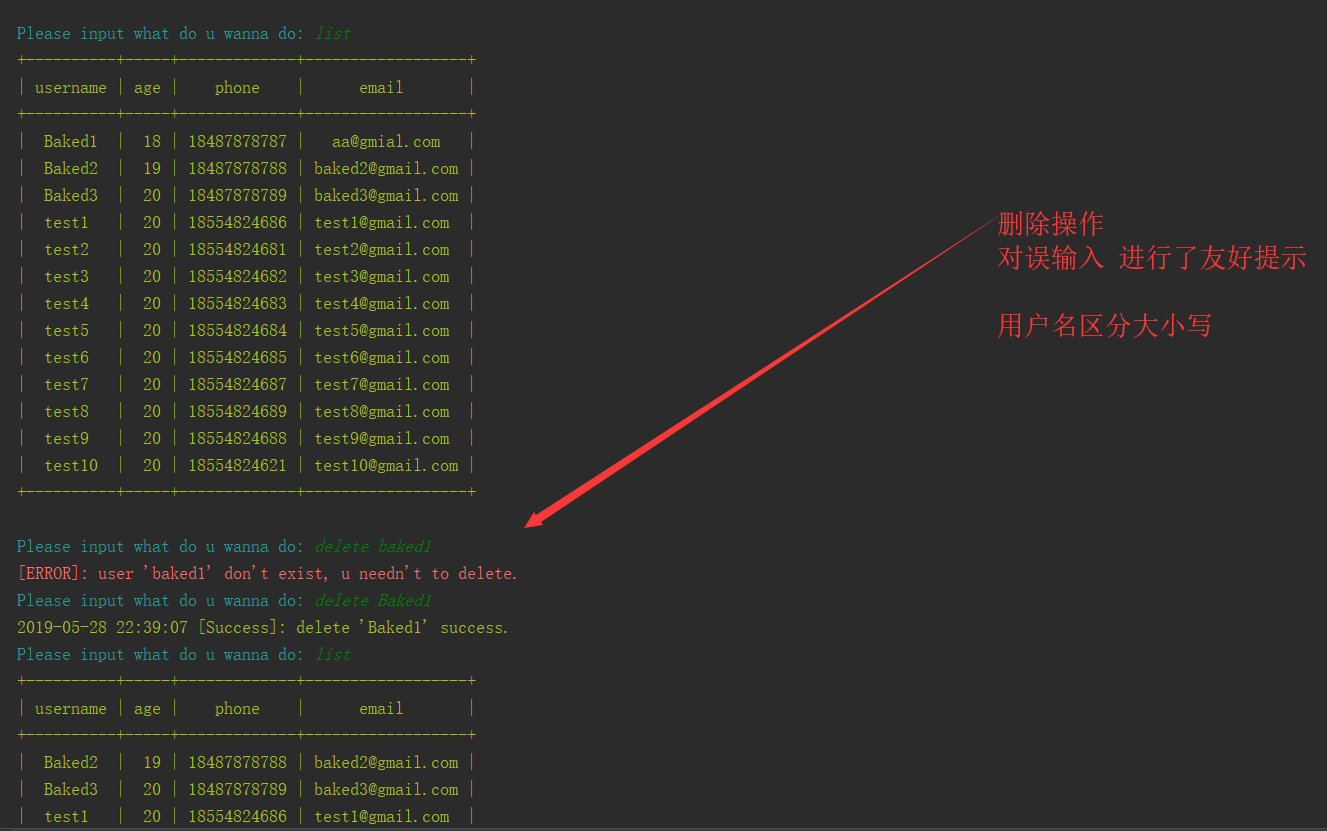 Please input what do u wanna do: list
+----------+-----+-------------+------------------+
| username | age |    phone    |      email       |
+----------+-----+-------------+------------------+
|  Baked1  |  18 | 18487878787 |   aa@gmial.com   |
|  Baked2  |  19 | 18487878788 | baked2@gmail.com |
|  Baked3  |  20 | 18487878789 | baked3@gmail.com |
|  test1   |  20 | 18554824686 | test1@gmail.com  |
|  test2   |  20 | 18554824681 | test2@gmail.com  |
|  test3   |  20 | 18554824682 | test3@gmail.com  |
|  test4   |  20 | 18554824683 | test4@gmail.com  |
|  test5   |  20 | 18554824684 | test5@gmail.com  |
|  test6   |  20 | 18554824685 | test6@gmail.com  |
|  test7   |  20 | 18554824687 | test7@gmail.com  |
|  test8   |  20 | 18554824689 | test8@gmail.com  |
|  test9   |  20 | 18554824688 | test9@gmail.com  |
|  test10  |  20 | 18554824621 | test10@gmail.com |
+----------+-----+-------------+------------------+
删除操作
对误输入 进行了友好提示
用户名区分大小写
Please input what do u wanna do: delete baked1
[ERROR]: user 'baked1' don't exist, u needn't to delete.
Please input what do u wanna do: delete Baked1
2019-05-28 22:39:07 [Success]: delete 'Baked1' success.
Please input what do u wanna do: list
+----------+-----+-------------+------------------+
| username | age |    phone    |      email       |
+----------+-----+-------------+------------------+
|  Baked2  |  19 | 18487878788 | baked2@gmail.com |
|  Baked3  |  20 | 18487878789 | baked3@gmail.com |
|  test1   |  20 | 18554824686 | test1@gmail.com  |